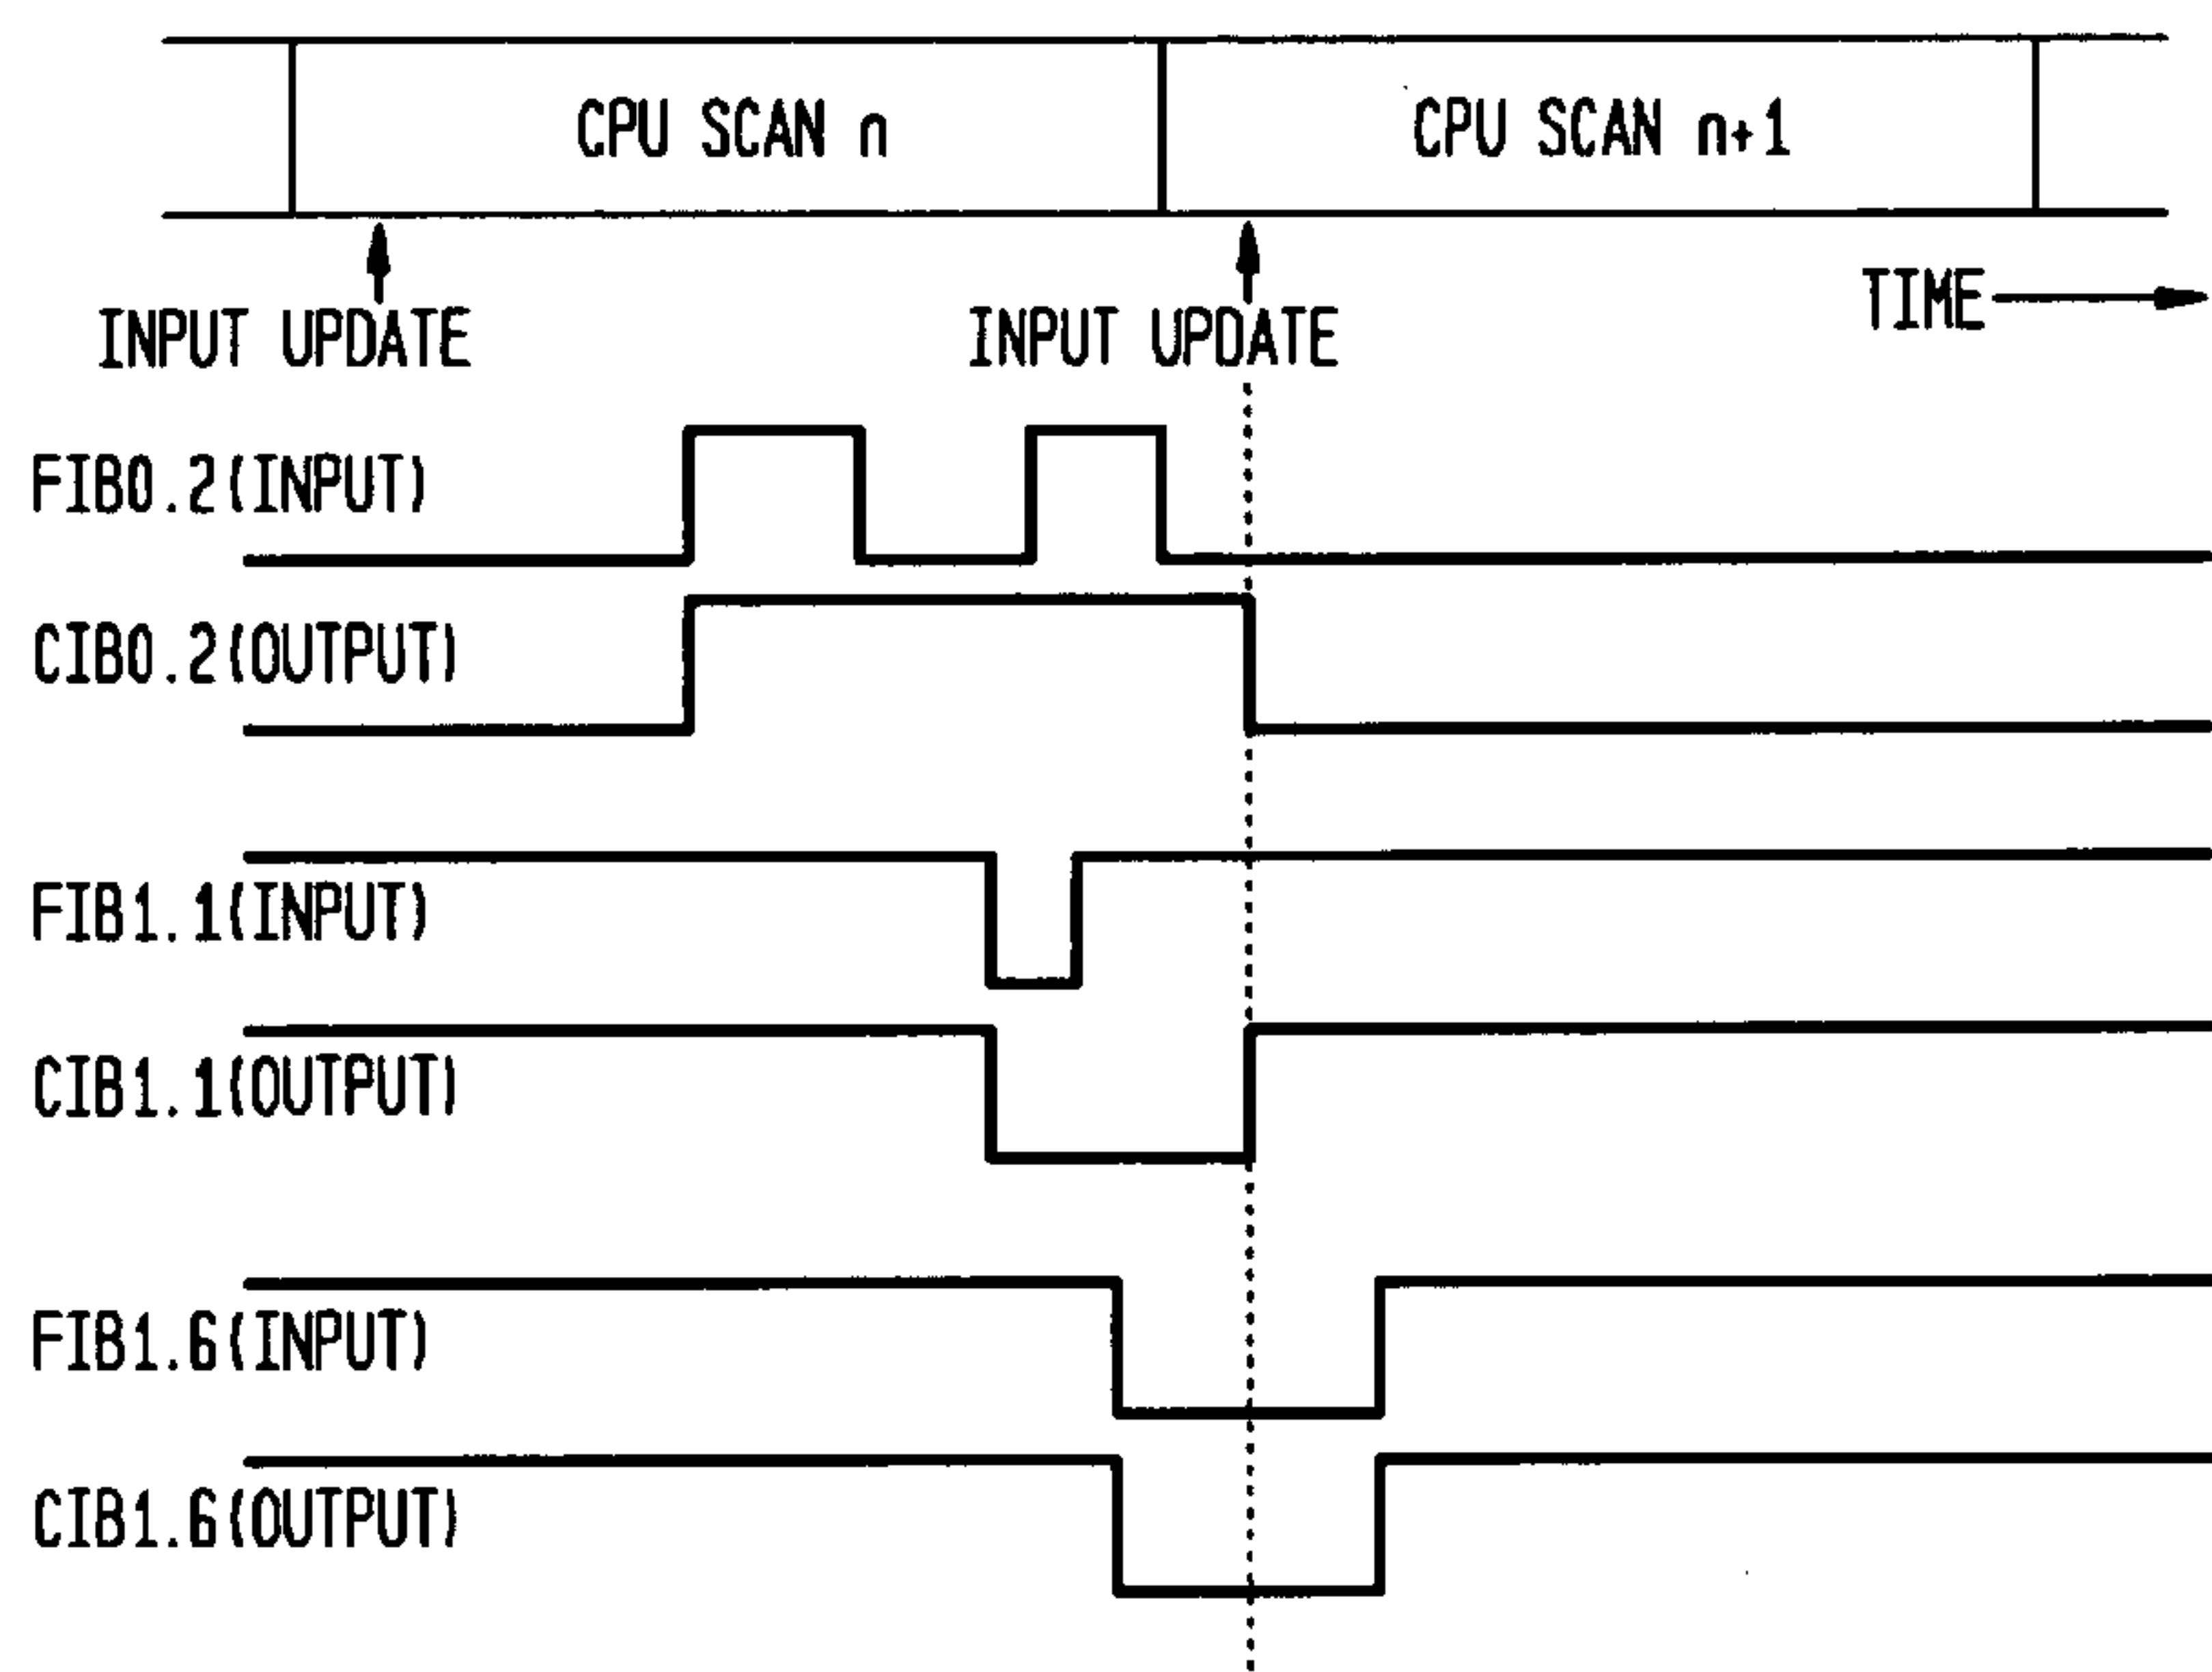 CPU SCAN n
CPU SCAN n+1
INPUT UPDATE
INPUT UPDATE
TIME
FIB0.2(INPUT)
CIB0.2(OUTPUT)
FIB1.1(INPUT)
CIB1.1(OUTPUT)
FIB1.6(INPUT)
CIB1.6(OUTPUT)